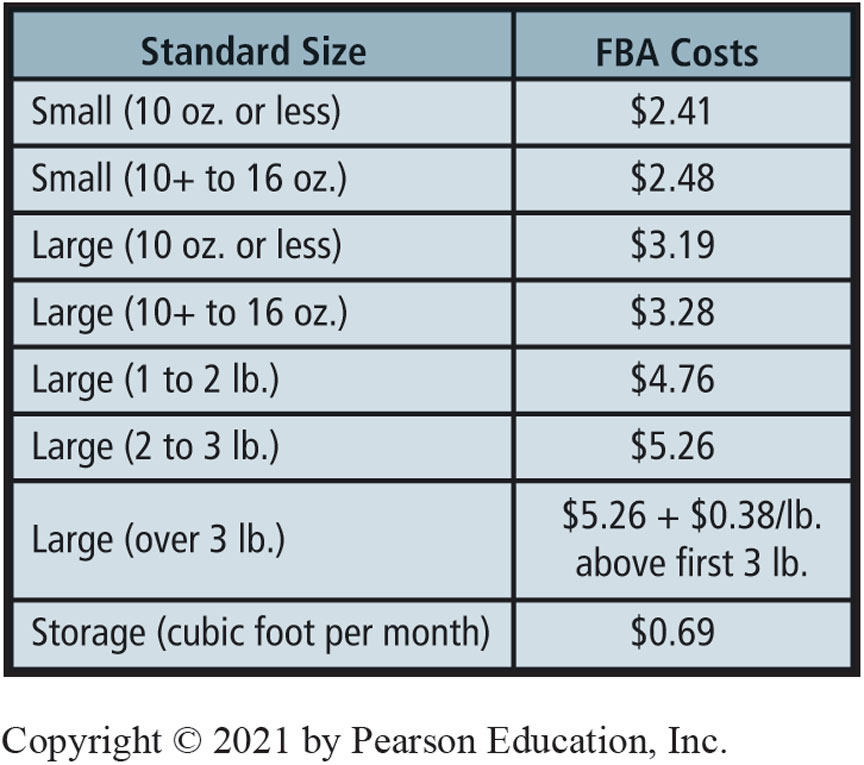 Standard Size FBA Costs
Small (10 oz. or less) $2.41
Small (10+ to 16 oz.) $2.48
Large (10 oz. or less) $3.19
Large (10+ to 16 oz.) $3.28
Large (1 to 2 lb.) $4.76
Large (2 to 3 lb.) $5.26
Large (over 3 lb.) $5.26 + $0.38/lb.
above first 3 lb.
Storage (cubic foot per month) $0.69
Copyright © 2021 by Pearson Education, Inc.